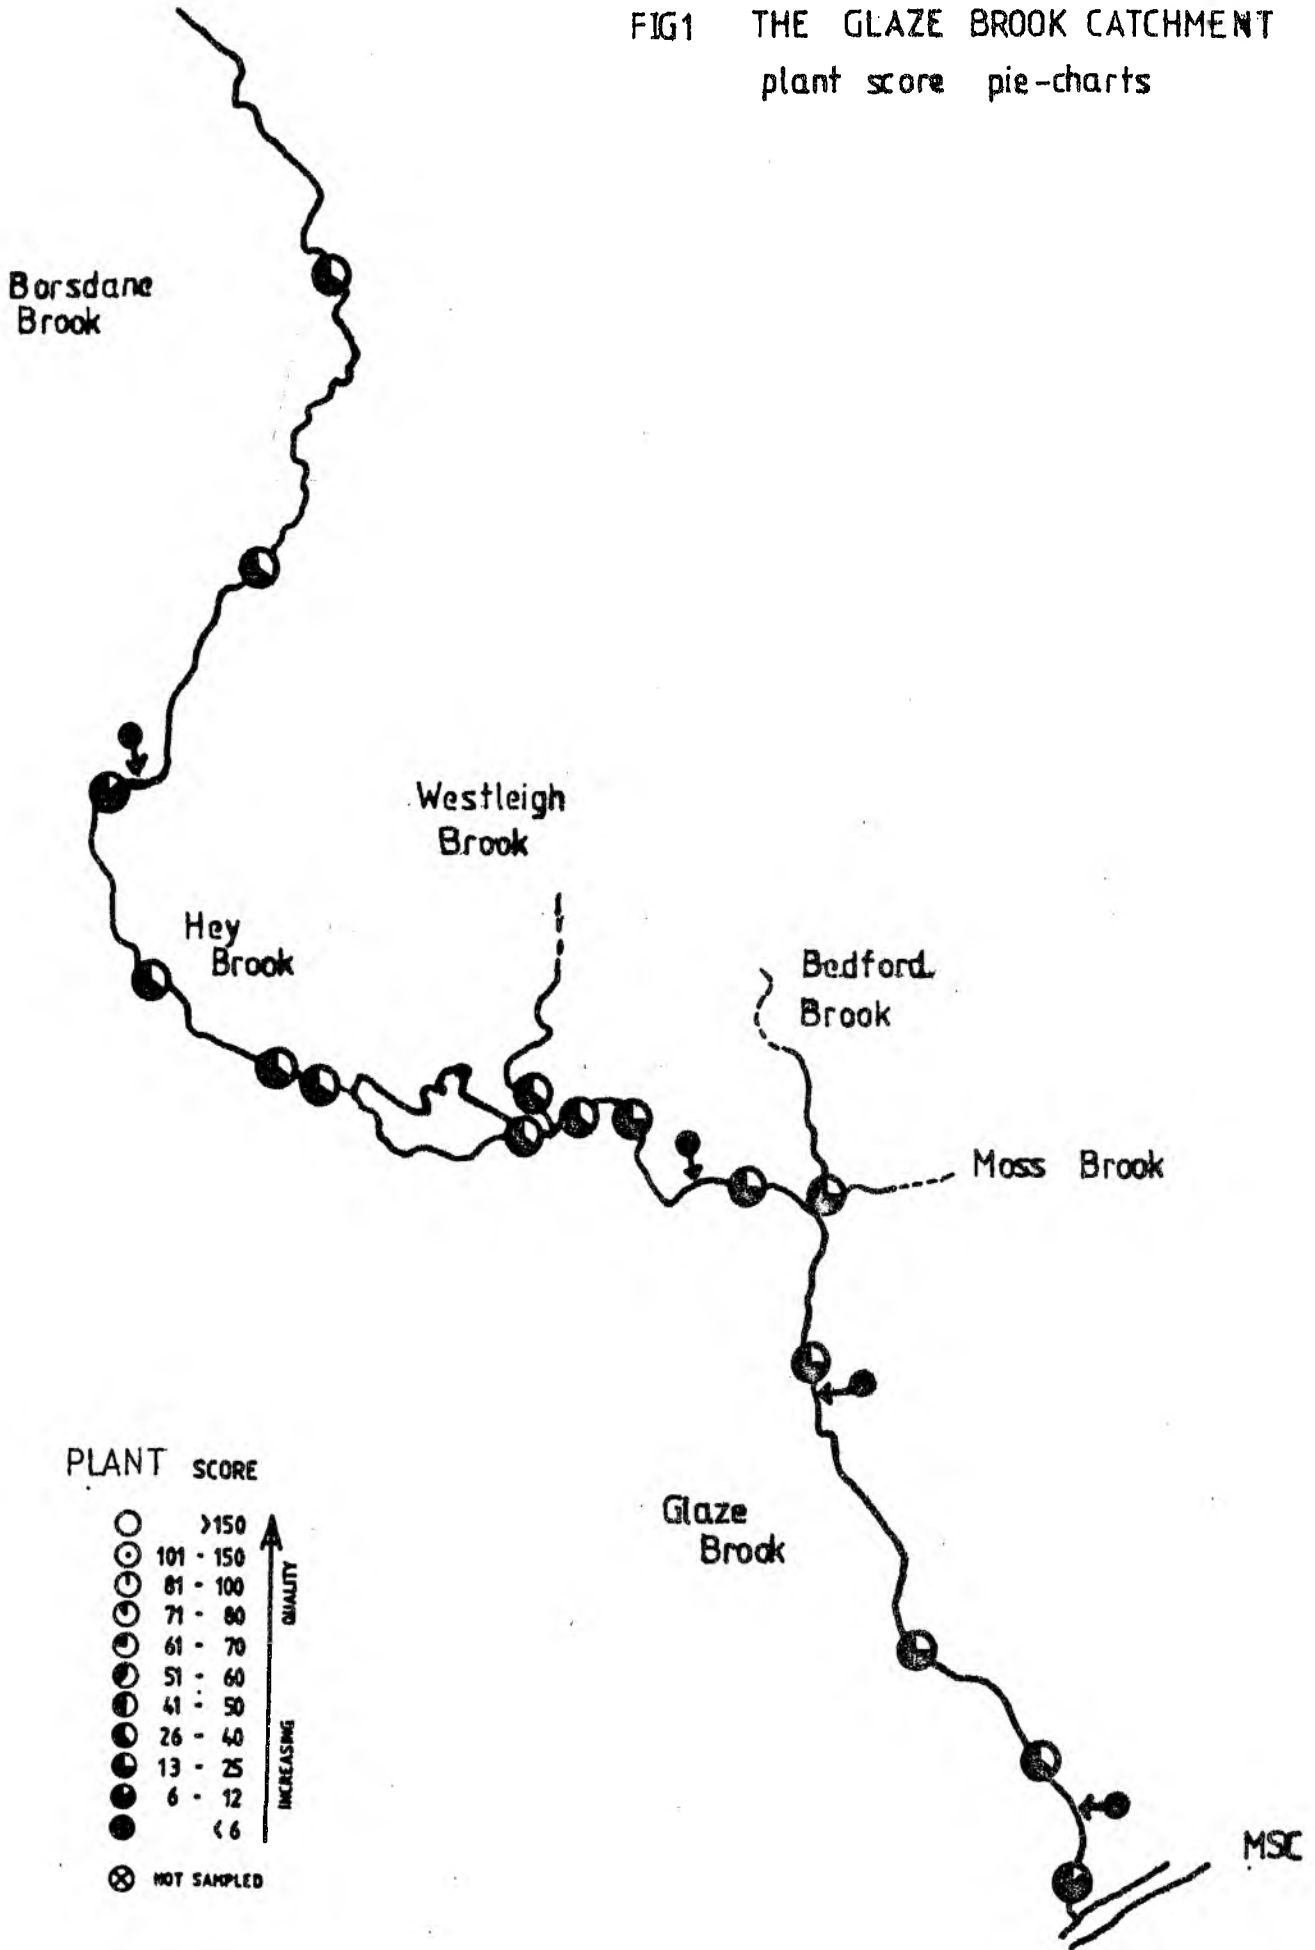 FIG1 THE GLAZE BROOK CATCHMENT
plant score pie-charts
Borsdane
Brook
Westleigh
Brook
Hey
Brook
Bedford
Brook
Moss Brook
Glaze
Brook
MSC
PLANT SCORE
>150
101 - 150
81 - 100
71 - 80
61 - 70
51 - 60
41 - 50
26 - 40
13 - 25
6 - 12
<6
INCREASING QUALITY
NOT SAMPLED